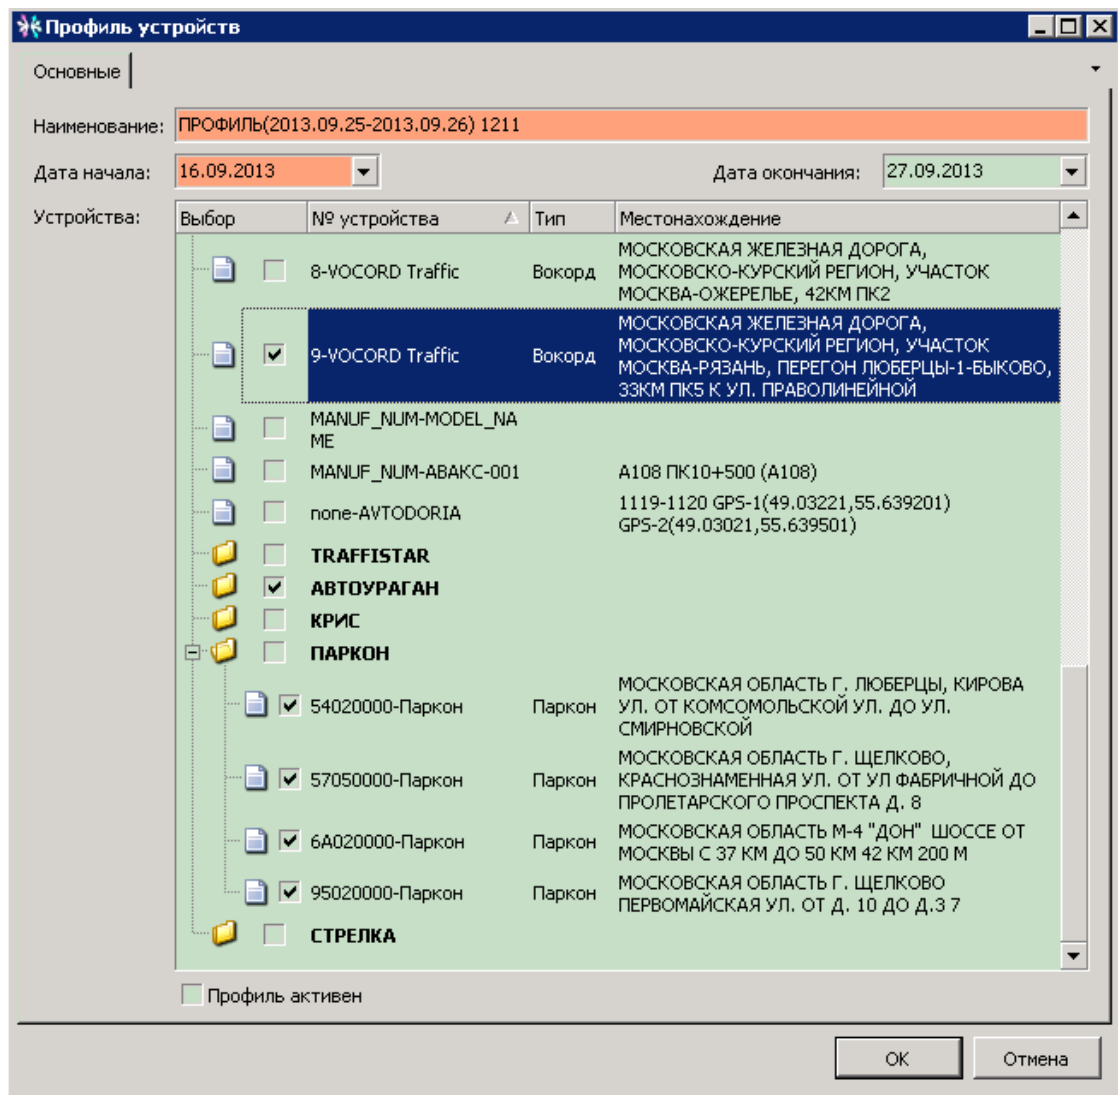 Профиль устройств
Основные
Наименование: ПРОФИЛЬ(2013.09.25-2013.09.26) 1211
Дата начала: 16.09.2013 Дата окончания: 27.09.2013
Устройства:
Выбор № устройства Тип Местонахождение
8-VOCORD Traffic Вокорд МОСКОВСКАЯ ЖЕЛЕЗНАЯ ДОРОГА,
МОСКОВСКО-КУРСКИЙ РЕГИОН, УЧАСТОК
МОСКВА-ОЖЕРЕЛЬЕ, 42КМ ПК2
9-VOCORD Traffic Вокорд МОСКОВСКАЯ ЖЕЛЕЗНАЯ ДОРОГА,
МОСКОВСКО-КУРСКИЙ РЕГИОН, УЧАСТОК
МОСКВА-РЯЗАНЬ, ПЕРЕГОН ЛЮБЕРЦЫ-1-БЫКОВО,
33КМ ПК5 К УЛ. ПРАВОЛИНЕЙНОЙ
MANUF_NUM-MODEL_NA
ME
MANUF_NUM-АВАКС-001 А108 ПК10+500 (А108)
none-AVTODORIA 1119-1120 GPS-1(49.03221,55.639201)
GPS-2(49.03021,55.639501)
TRAFFISTAR
АВТОУРАГАН
КРИС
ПАРКОН
54020000-Паркон Паркон МОСКОВСКАЯ ОБЛАСТЬ Г. ЛЮБЕРЦЫ, КИРОВА
УЛ. ОТ КОМСОМОЛЬСКОЙ УЛ. ДО УЛ.
СМИРНОВСКОЙ
57050000-Паркон Паркон МОСКОВСКАЯ ОБЛАСТЬ Г. ЩЕЛКОВО,
КРАСНОЗНАМЕННАЯ УЛ. ОТ УЛ ФАБРИЧНОЙ ДО
ПРОЛЕТАРСКОГО ПРОСПЕКТА Д. 8
6A020000-Паркон Паркон МОСКОВСКАЯ ОБЛАСТЬ М-4 "ДОН" ШОССЕ ОТ
МОСКВЫ С 37 КМ ДО 50 КМ 42 КМ 200 М
95020000-Паркон Паркон МОСКОВСКАЯ ОБЛАСТЬ Г. ЩЕЛКОВО
ПЕРВОМАЙСКАЯ УЛ. ОТ Д. 10 ДО Д.3 7
СТРЕЛКА
Профиль активен
ОК Отмена